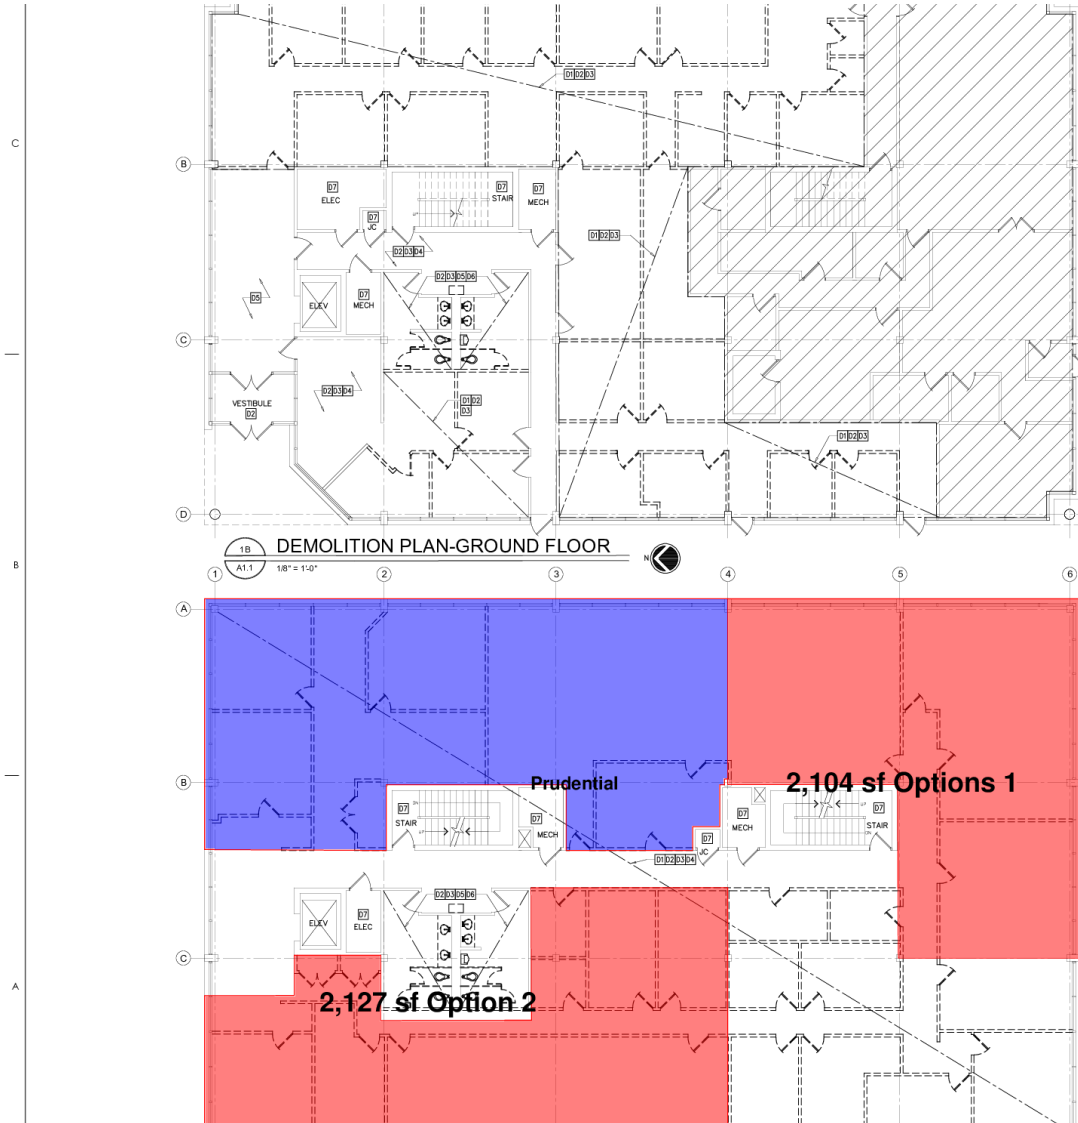 D1 D2 D3
C
B
D7
ELEC
D7
STAIR
D7
MECH
D7
JC
D1 D2 D3
D2 D3 D4
D2 D3 D5 D6
D5
ELEV
D7
MECH
C
D2 D3 D4
VESTIBULE
D2
D1 D2
D3
D1 D2 D3
D
1B
A1.1
DEMOLITION PLAN-GROUND FLOOR
1/8" = 1'-0"
N
B
1
2
3
4
5
6
A
B
Prudential
2,104 sf Options 1
D7
STAIR
D7
MECH
D7
MECH
D7
STAIR
D7
JC
D1 D2 D3 D4
D2 D3 D5 D6
ELEV
D7
ELEC
C
A
2,127 sf Option 2